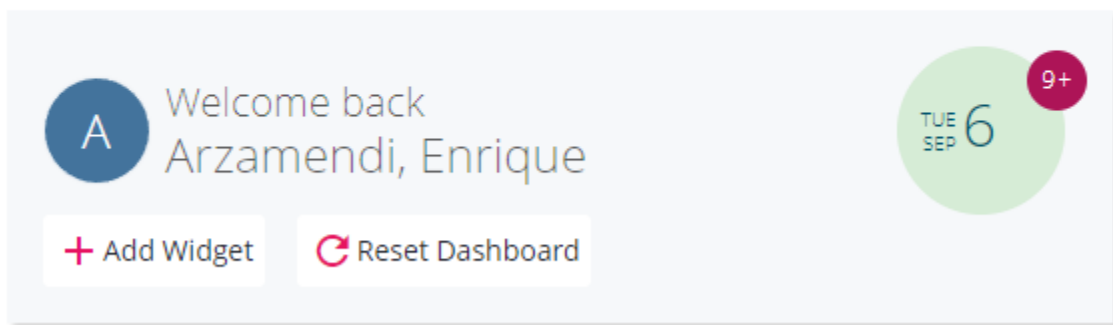 A
Welcome back
Arzamendi, Enrique
TUE
SEP
6
9+
+ Add Widget
Reset Dashboard